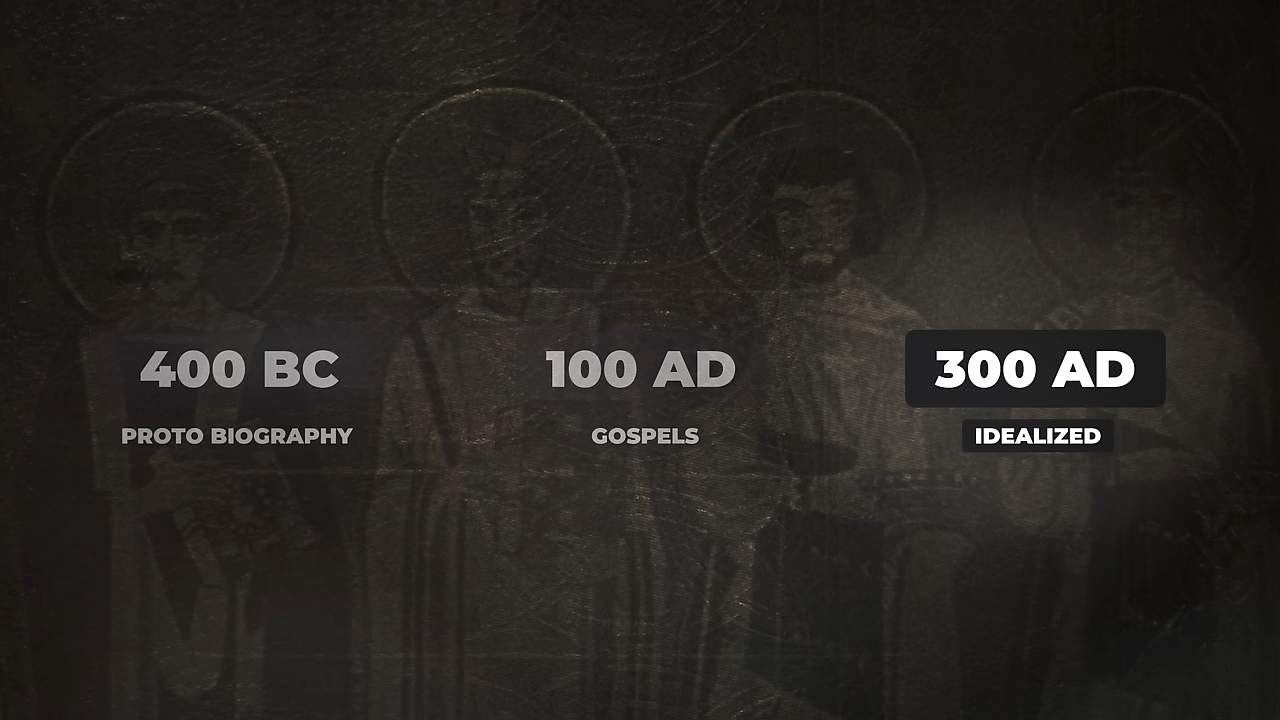 400 BC
PROTO BIOGRAPHY
100 AD
GOSPELS
300 AD
IDEALIZED